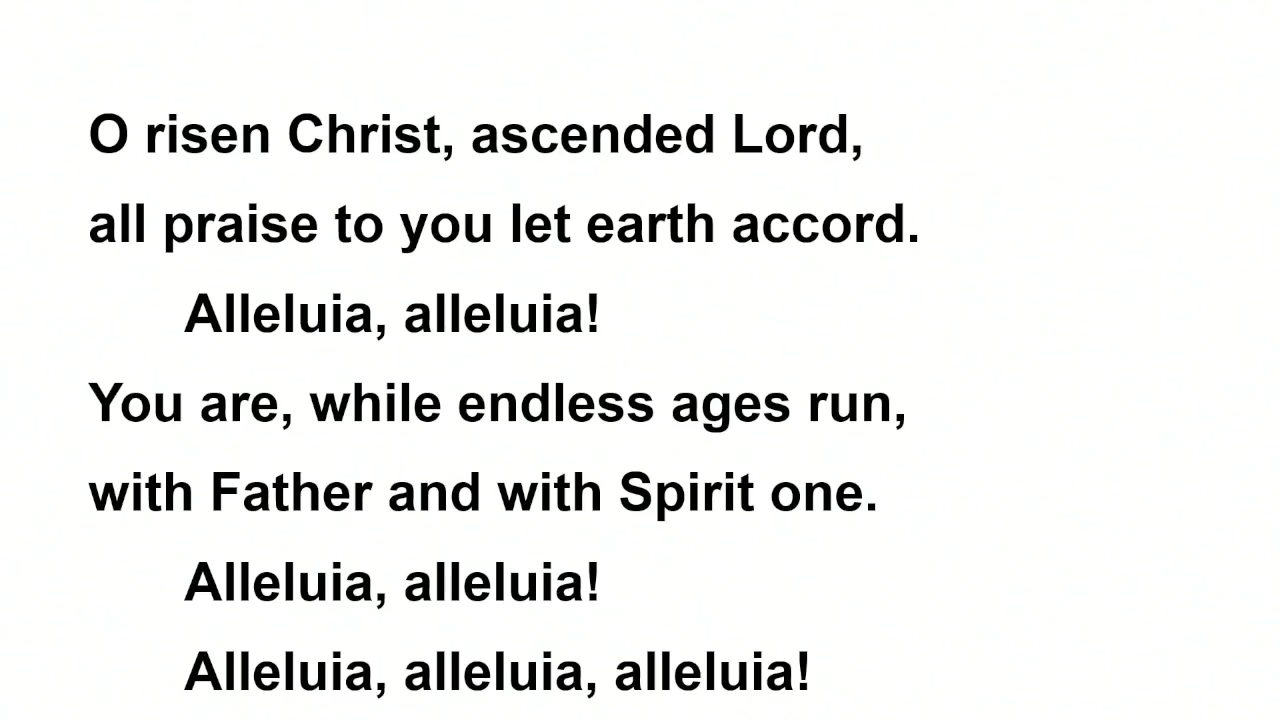 O risen Christ, ascended Lord,
all praise to you let earth accord.
Alleluia, alleluia!
You are, while endless ages run,
with Father and with Spirit one.
Alleluia, alleluia!
Alleluia, alleluia, alleluia!